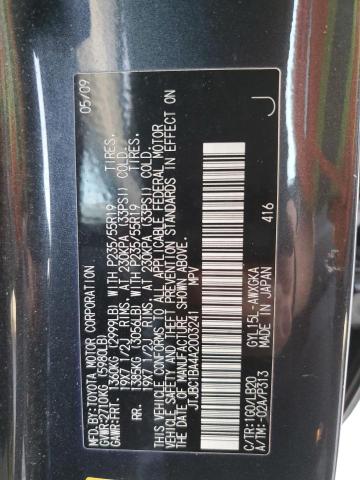 MFD.BY:TOYOTA MOTOR CORPORATION 05/09
GVWR:2710KG (5980LB)
GAWR:FRT. 1360KG (2999LB) WITH P235/55R19 TIRES,
19X7 1/2J RIMS, AT 230KPA (33PSI) COLD.
RR. 1385KG (3056LB) WITH P235/55R19 TIRES,
19X7 1/2J RIMS, AT 230KPA (33PSI) COLD.
THIS VEHICLE CONFORMS TO ALL APPLICABLE FEDERAL MOTOR
VEHICLE SAFETY AND THEFT PREVENTION STANDARDS IN EFFECT ON
THE DATE OF MANUFACTURE SHOWN ABOVE.
JTJBC1BA4A2003241 MPV
J
C/TR:1G0/LB20 GYL15L-AWXGKA 416
A/TM:-02A/P313 MADE IN JAPAN